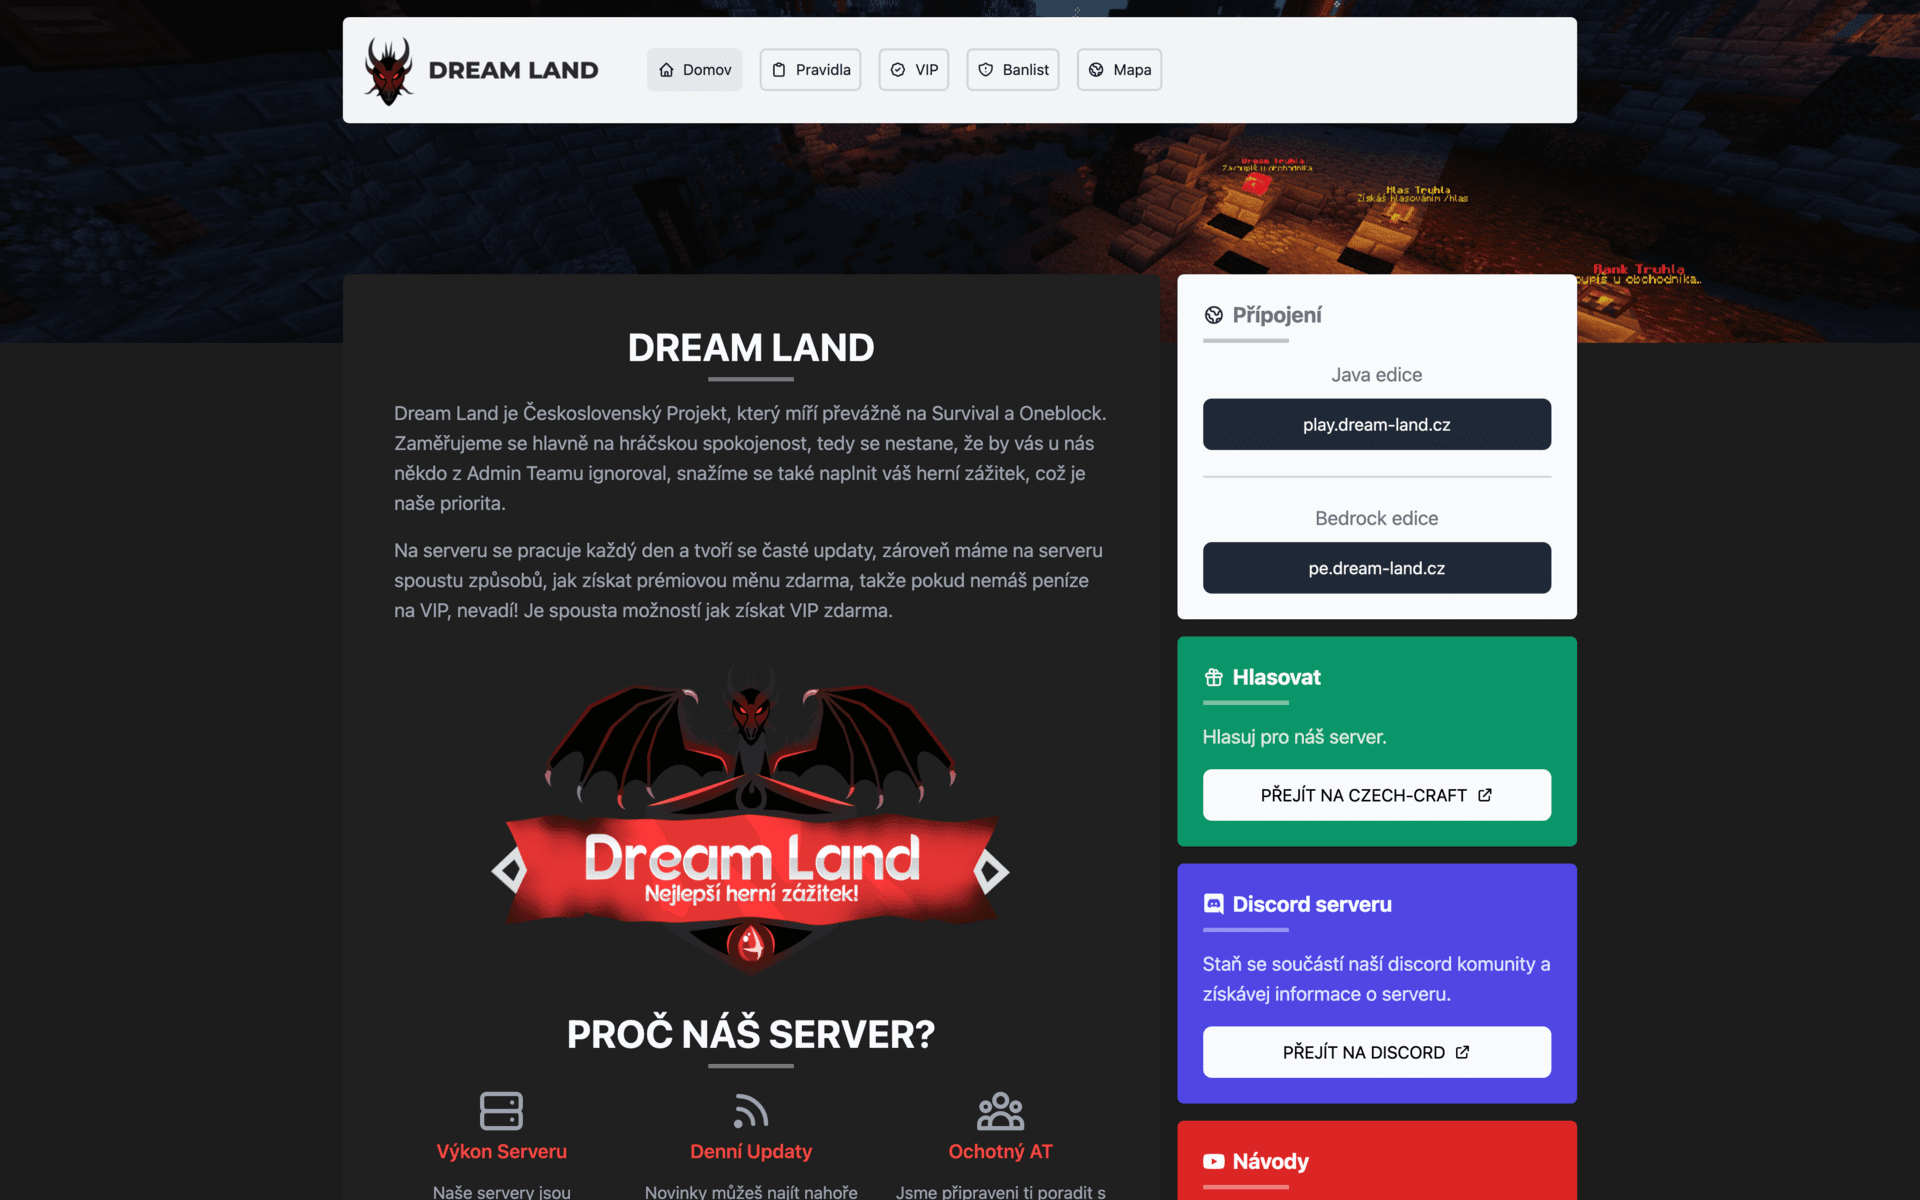 DREAM LAND
Domov
Pravidla
VIP
Banlist
Mapa
Dream Truhla
Zakoupíš u obchodníka
Hlas Truhla
Získáš hlasováním /hlas
Rank Truhla
oupíš u obchodníka..
DREAM LAND
Dream Land je Československý Projekt, který míří převážně na Survival a Oneblock.
Zaměřujeme se hlavně na hráčskou spokojenost, tedy se nestane, že by vás u nás
někdo z Admin Teamu ignoroval, snažíme se také naplnit váš herní zážitek, což je
naše priorita.
Na serveru se pracuje každý den a tvoří se časté updaty, zároveň máme na serveru
spoustu způsobů, jak získat prémiovou měnu zdarma, takže pokud nemáš peníze
na VIP, nevadí! Je spousta možností jak získat VIP zdarma.
Dream Land
Nejlepší herní zážitek!
PROČ NÁŠ SERVER?
Výkon Serveru
Naše servery jsou
Denní Updaty
Novinky můžeš najít nahoře
Ochotný AT
Jsme připraveni ti poradit s
Přípojení
Java edice
play.dream-land.cz
Bedrock edice
pe.dream-land.cz
Hlasovat
Hlasuj pro náš server.
PŘEJÍT NA CZECH-CRAFT
Discord serveru
Staň se součástí naší discord komunity a
získávej informace o serveru.
PŘEJÍT NA DISCORD
Návody